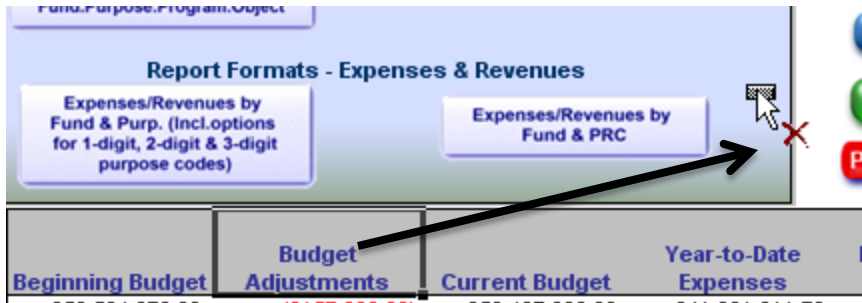 Fund.Purpose.Program.Object
Report Formats - Expenses & Revenues
Expenses/Revenues by
Fund & Purp. (Incl.options
for 1-digit, 2-digit & 3-digit
purpose codes)
Expenses/Revenues by
Fund & PRC
Beginning Budget
Budget
Adjustments
Current Budget
Year-to-Date
Expenses